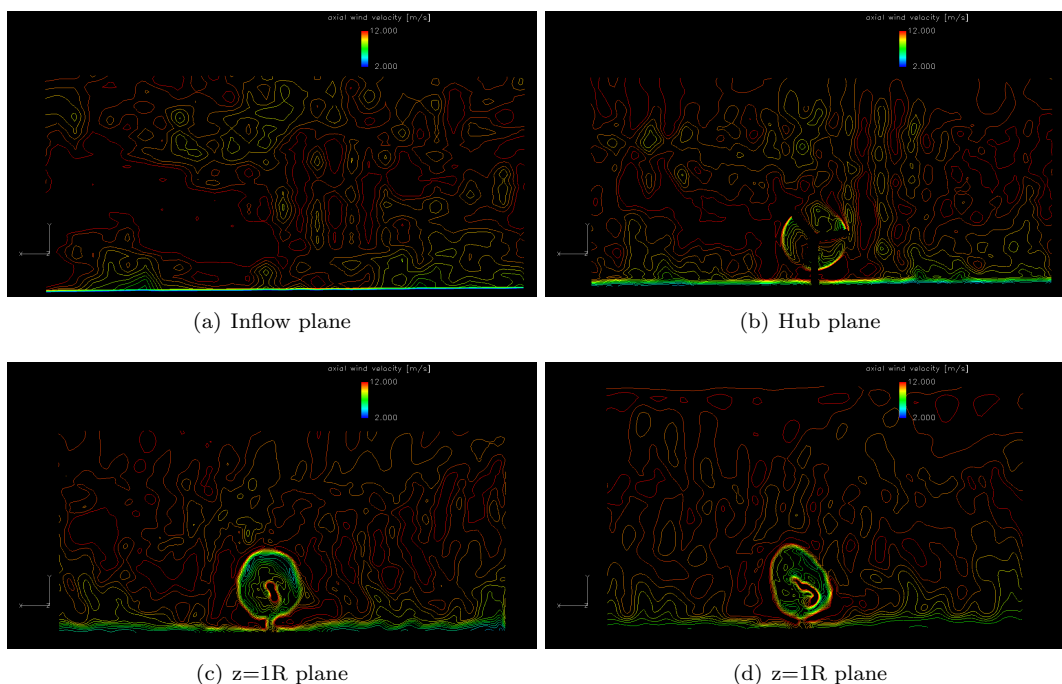 axial wind velocity [m/s]
12.000
2.000
Y
X
Z
(a) Inflow plane
axial wind velocity [m/s]
12.000
2.000
Y
X
Z
(b) Hub plane
axial wind velocity [m/s]
12.000
2.000
Y
X
Z
(c) z=1R plane
axial wind velocity [m/s]
12.000
2.000
Y
X
Z
(d) z=1R plane